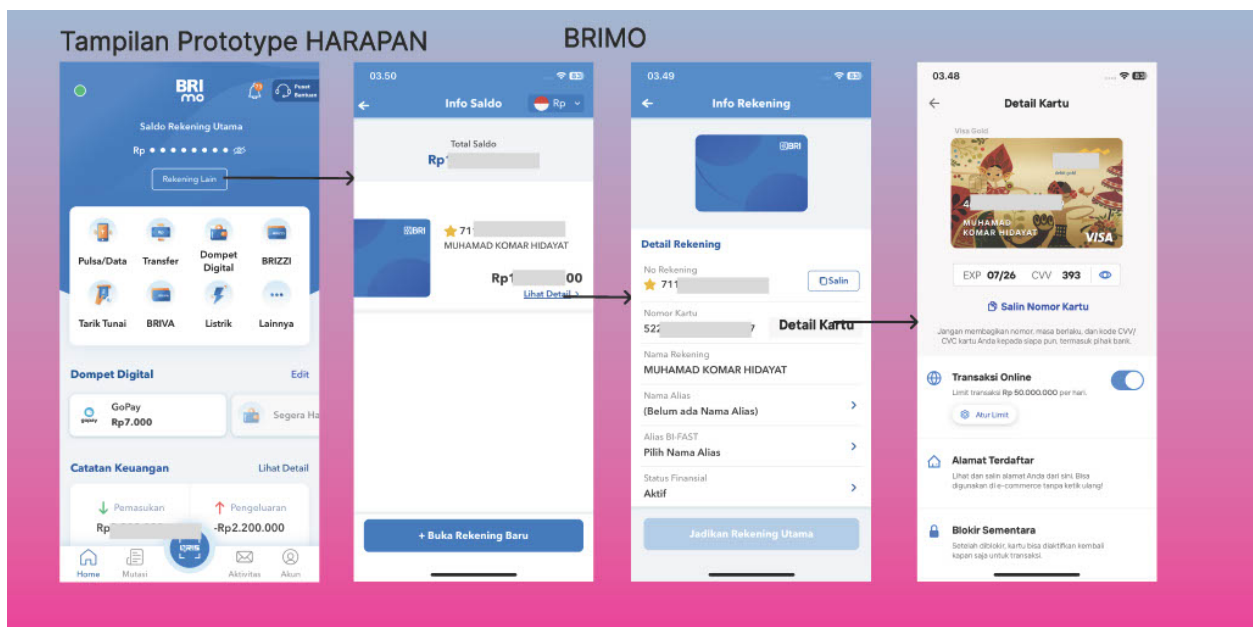 Tampilan Prototype HARAPAN
BRIMO
BRI
mo
Pusat
Bantuan
Saldo Rekening Utama
Rp
Rekening Lain
Pulsa/Data
Transfer
Dompet
Digital
BRIZZI
Tarik Tunai
BRIVA
Listrik
Lainnya
Dompet Digital
Edit
gopay
GoPay
Rp7.000
Segera Ha
Catatan Keuangan
Lihat Detail
Pemasukan
Pengeluaran
Rp
-Rp2.200.000
QRIS
Home
Mutasi
Aktivitas
Akun
03.50
63
Info Saldo
Rp
Total Saldo
Rp
BRI
71
MUHAMAD KOMAR HIDAYAT
Rp1 00
Lihat Detail >
+ Buka Rekening Baru
03.49
63
Info Rekening
BRI
Detail Rekening
No Rekening
711
Salin
Nomor Kartu
522 7
Detail Kartu
Nama Rekening
MUHAMAD KOMAR HIDAYAT
Nama Alias
(Belum ada Nama Alias)
Alias BI-FAST
Pilih Nama Alias
Status Finansial
Aktif
Jadikan Rekening Utama
03.48
63
Detail Kartu
Visa Gold
debit gold
4
MUHAMAD
KOMAR HIDAYAT
VISA
EXP 07/26 CVV 393
Salin Nomor Kartu
Jangan membagikan nomor, masa berlaku, dan kode CVV/
CVC kartu Anda kepada siapa pun, termasuk pihak bank.
Transaksi Online
Limit transaksi Rp 50.000.000 per hari.
Atur Limit
Alamat Terdaftar
Lihat dan salin alamat Anda dari sini. Bisa
digunakan di e-commerce tanpa ketik ulang!
Blokir Sementara
Setelah diblokir, kartu bisa diaktifkan kembali
kapan saja untuk transaksi.